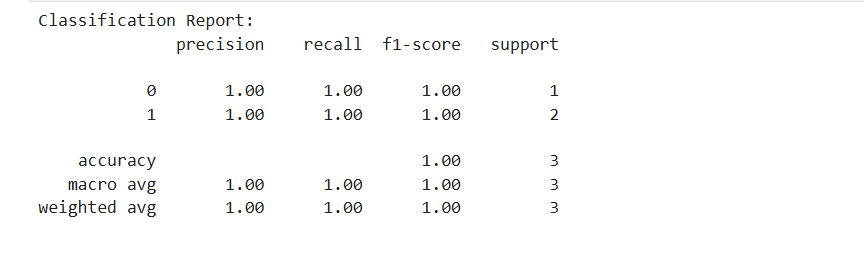 Classification Report:
precision recall f1-score support
0 1.00 1.00 1.00 1
1 1.00 1.00 1.00 2
accuracy 1.00 3
macro avg 1.00 1.00 1.00 3
weighted avg 1.00 1.00 1.00 3